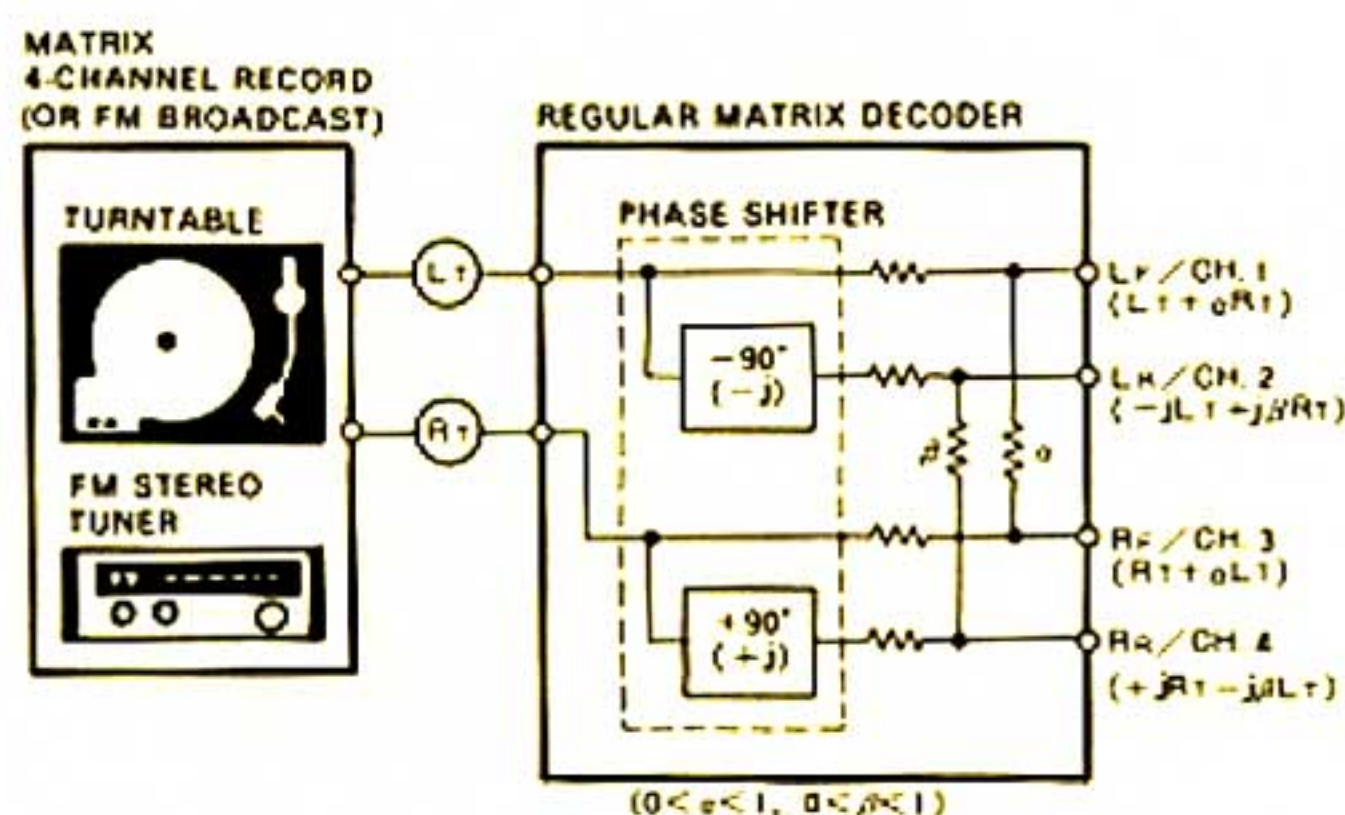 MATRIX
4-CHANNEL RECORD
(OR FM BROADCAST)
REGULAR MATRIX DECODER
TURNTABLE
PHASE SHIFTER
LT
LF/CH.1
(LT+αRT)
-90°
(-j)
LR/CH.2
(-jLT+jβRT)
RT
β
α
FM STEREO
TUNER
RF/CH.3
(RT+αLT)
+90°
(+j)
RR/CH.4
(+jRT-jβLT)
(0<α<1, 0<β<1)